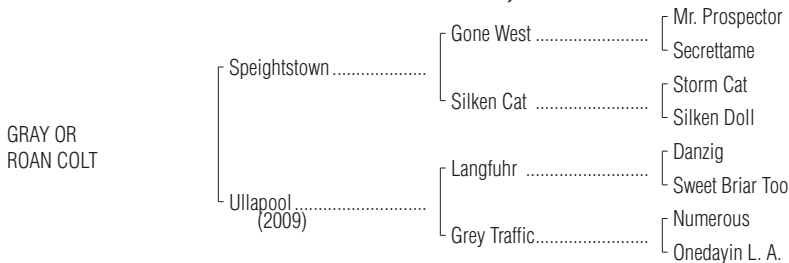 Mr. Prospector
Gone West ........................
Secrettame
Speightstown ....................
Storm Cat
Silken Cat ........................
Silken Doll
GRAY OR
ROAN COLT
Danzig
Langfuhr ..........................
Sweet Briar Too
Ullapool ............................
(2009)
Numerous
Grey Traffic........................
Onedayin L. A.